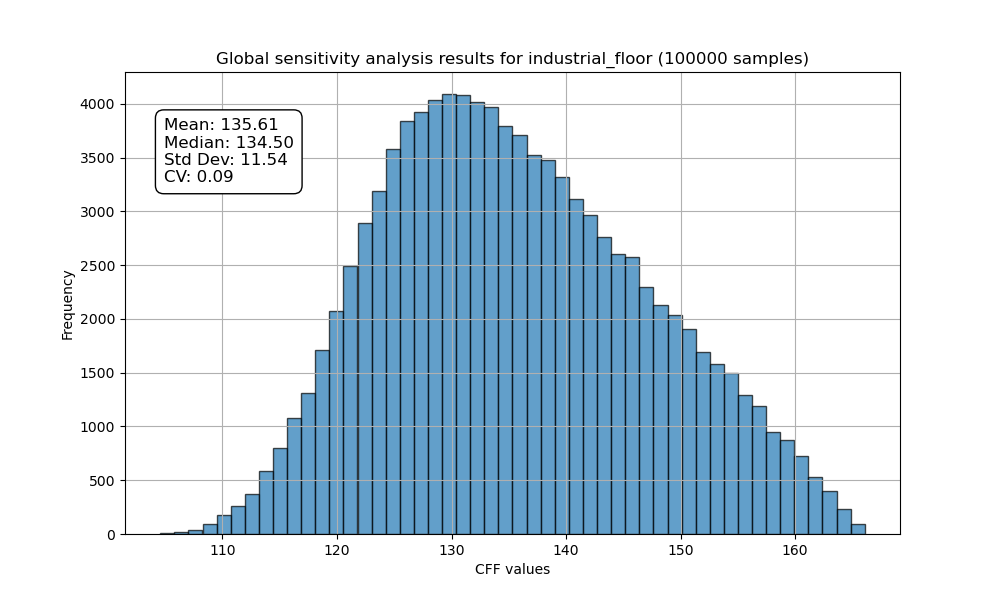 Global sensitivity analysis results for industrial_floor (100000 samples)
Mean: 135.61
Median: 134.50
Std Dev: 11.54
CV: 0.09
Frequency
4000
3500
3000
2500
2000
1500
1000
500
0
110 120 130 140 150 160
CFF values